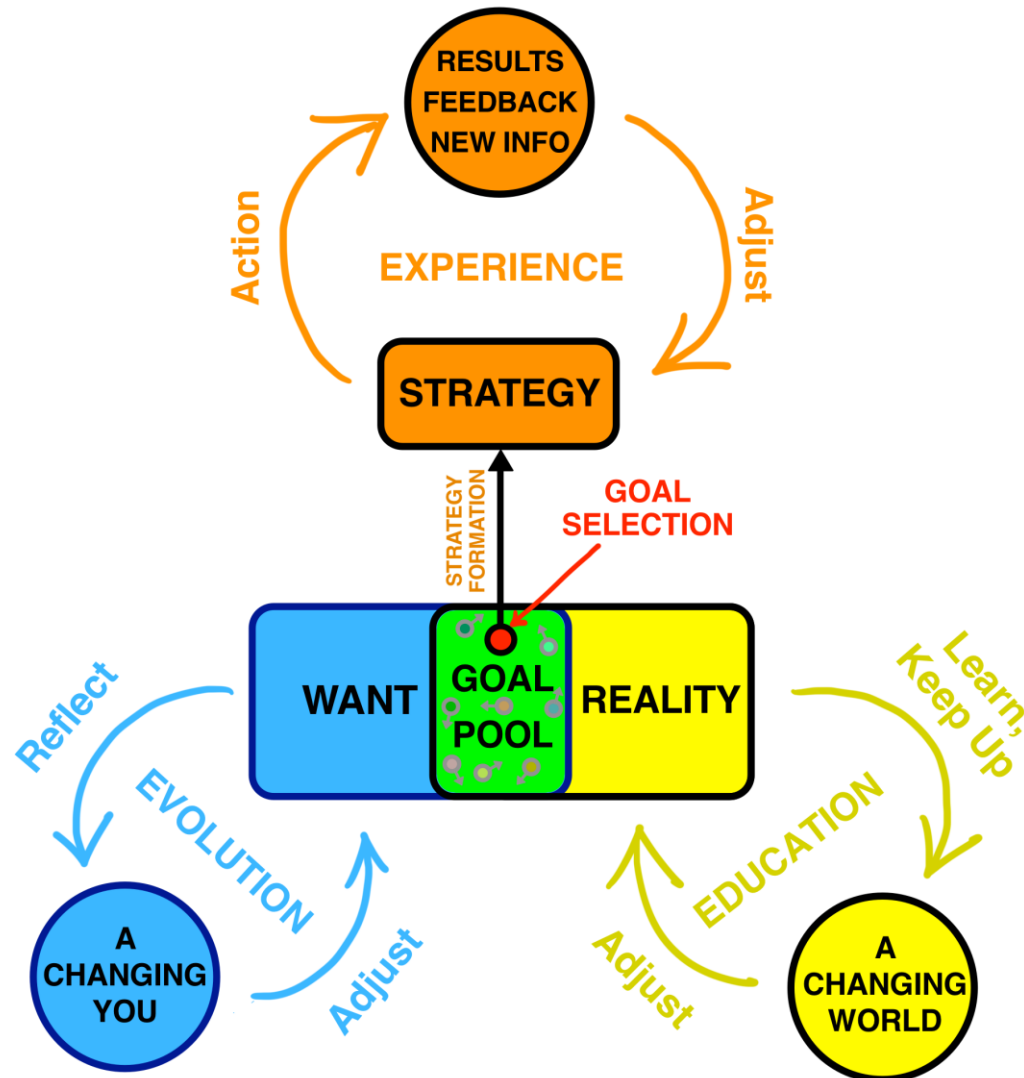 RESULTS
FEEDBACK
NEW INFO
Action
Adjust
EXPERIENCE
STRATEGY
STRATEGY
FORMATION
GOAL
SELECTION
WANT
GOAL
POOL
REALITY
Reflect
EVOLUTION
Adjust
A
CHANGING
YOU
Learn,
Keep Up
EDUCATION
Adjust
A
CHANGING
WORLD